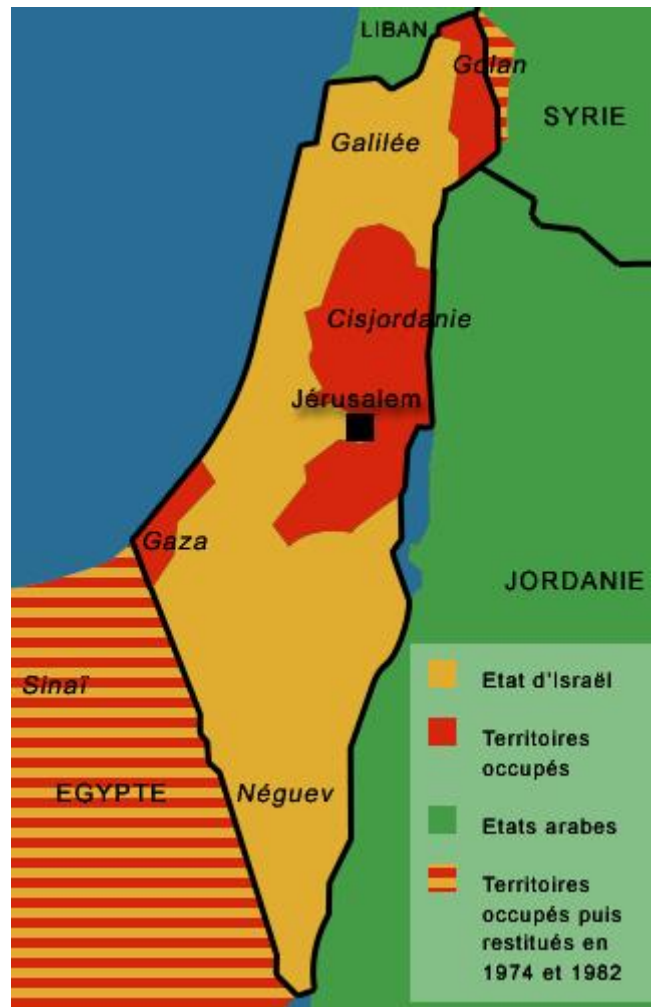 LIBAN
Golan
SYRIE
Galilée
Cisjordanie
Jérusalem
Gaza
JORDANIE
Sinaï
EGYPTE
Néguev
Etat d'Israël
Territoires
occupés
Etats arabes
Territoires
occupés puis
restitués en
1974 et 1982